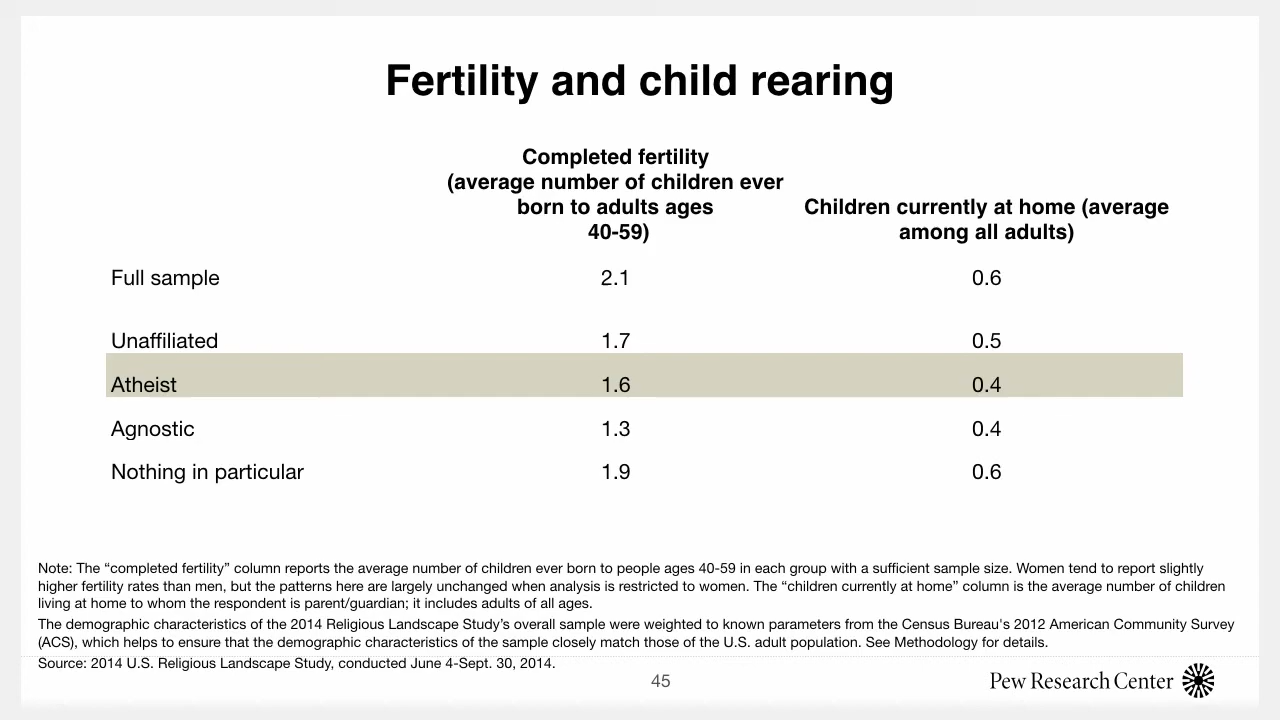 Fertility and child rearing
Completed fertility
(average number of children ever
born to adults ages
40-59)
Children currently at home (average
among all adults)
Full sample 2.1 0.6
Unaffiliated 1.7 0.5
Atheist 1.6 0.4
Agnostic 1.3 0.4
Nothing in particular 1.9 0.6
Note: The “completed fertility” column reports the average number of children ever born to people ages 40-59 in each group with a sufficient sample size. Women tend to report slightly
higher fertility rates than men, but the patterns here are largely unchanged when analysis is restricted to women. The “children currently at home” column is the average number of children
living at home to whom the respondent is parent/guardian; it includes adults of all ages.
The demographic characteristics of the 2014 Religious Landscape Study’s overall sample were weighted to known parameters from the Census Bureau's 2012 American Community Survey
(ACS), which helps to ensure that the demographic characteristics of the sample closely match those of the U.S. adult population. See Methodology for details.
Source: 2014 U.S. Religious Landscape Study, conducted June 4-Sept. 30, 2014.
45
Pew Research Center